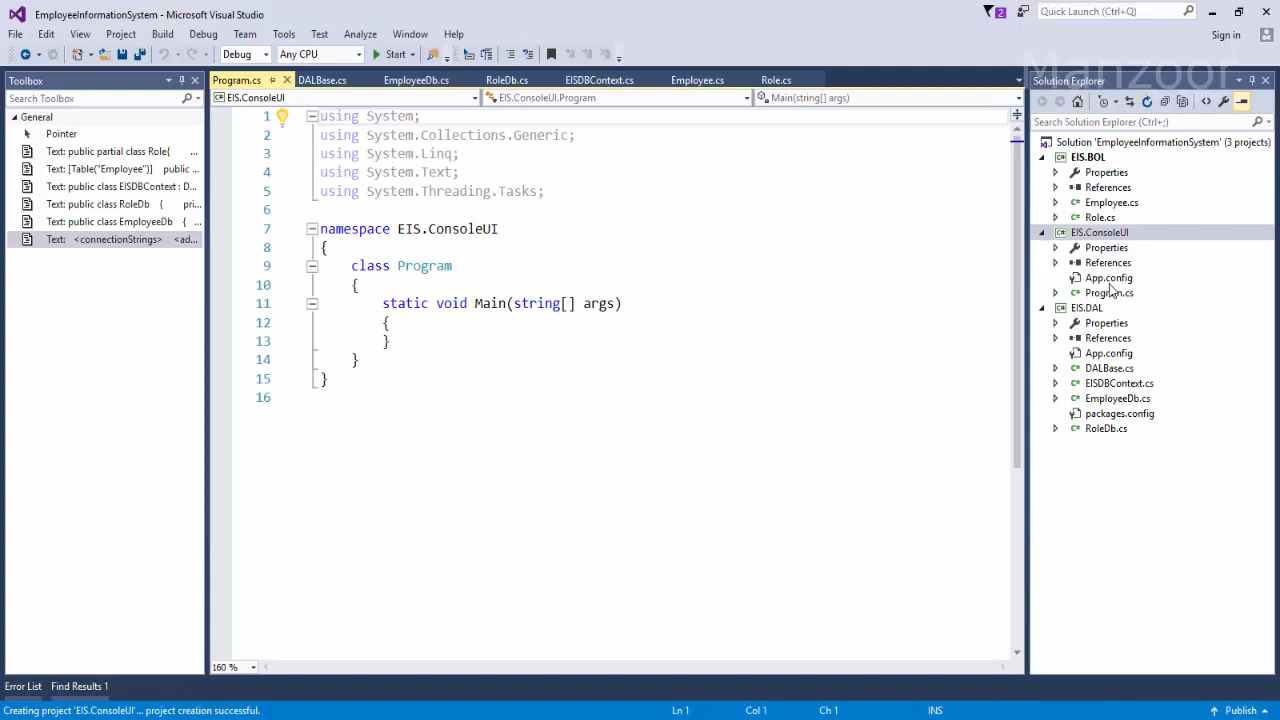 EmployeeInformationSystem - Microsoft Visual Studio
2
Quick Launch (Ctrl+Q)
File Edit View Project Build Debug Team Tools Test Analyze Window Help
Sign in
Debug Any CPU Start
Manzoor
Toolbox
Search Toolbox
General
Pointer
Text: public partial class Role{
Text: [Table("Employee")] public ...
Text: public class EISDBContext : D...
Text: public class RoleDb { pri...
Text: public class EmployeeDb { ...
Text: <connectionStrings> <ad...
Program.cs DALBase.cs EmployeeDb.cs RoleDb.cs EISDBContext.cs Employee.cs Role.cs
EIS.ConsoleUI EIS.ConsoleUI.Program Main(string[] args)
1 using System;
2 using System.Collections.Generic;
3 using System.Linq;
4 using System.Text;
5 using System.Threading.Tasks;
6
7 namespace EIS.ConsoleUI
8 {
9 class Program
10 {
11 static void Main(string[] args)
12 {
13 }
14 }
15 }
16
160 %
Solution Explorer
Search Solution Explorer (Ctrl+;)
Solution 'EmployeeInformationSystem' (3 projects)
EIS.BOL
Properties
References
Employee.cs
Role.cs
EIS.ConsoleUI
Properties
References
App.config
Program.cs
EIS.DAL
Properties
References
App.config
DALBase.cs
EISDBContext.cs
EmployeeDb.cs
packages.config
RoleDb.cs
Error List Find Results 1
Creating project 'EIS.ConsoleUI'... project creation successful.
Ln 1 Col 1 Ch 1 INS
Publish